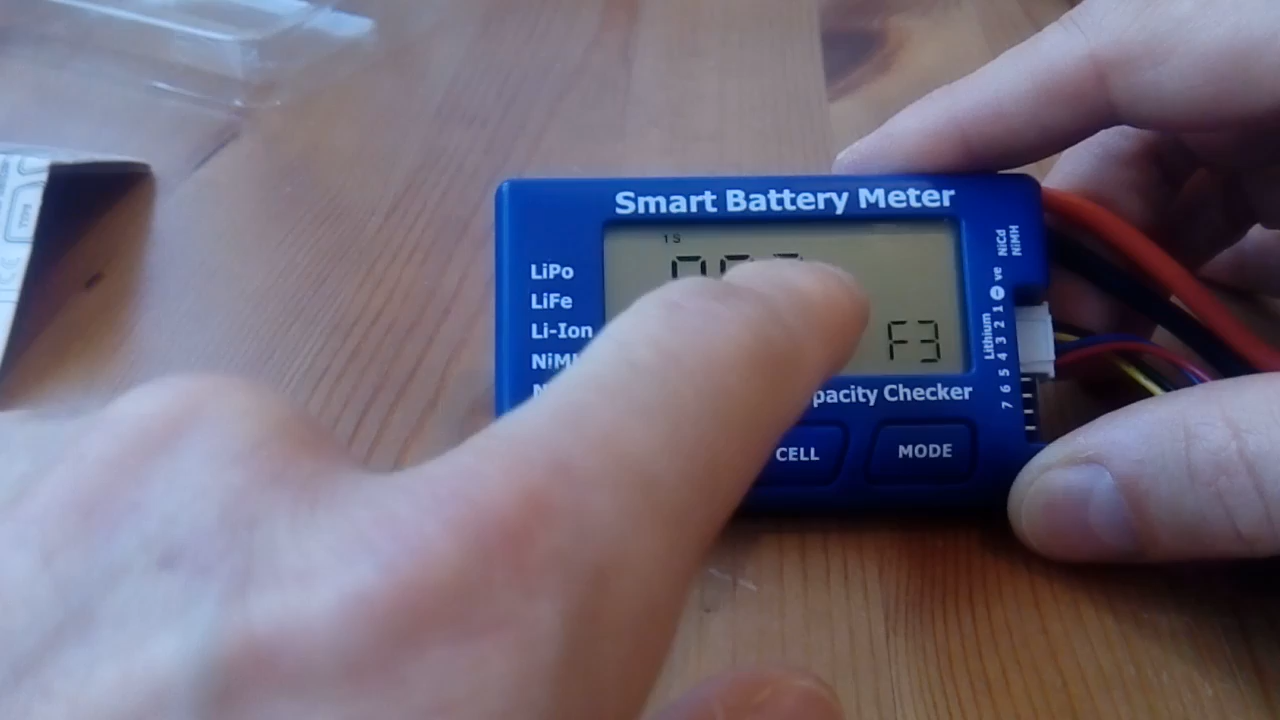 Smart Battery Meter
1S
LiPo
LiFe
Li-Ion
F3
Checker
CELL
MODE
NiCd
NiMH
Lithium
7 6 5 4 3 2 1 - ve